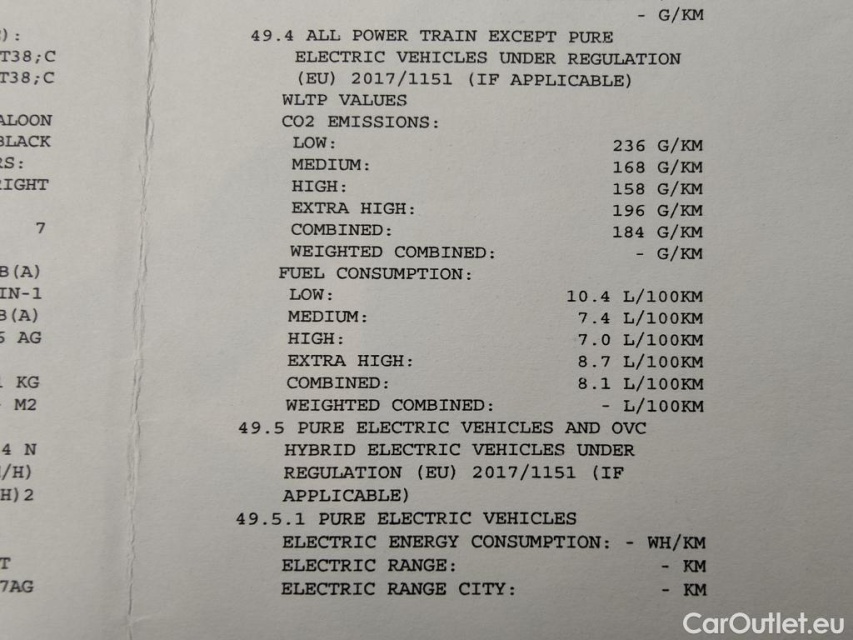 ):
T38;C
T38;C
ALOON
BLACK
RS:
RIGHT
7
B(A)
IN-1
B(A)
AG
KG
M2
4 N
/H)
H)2
T
7AG
- G/KM
49.4 ALL POWER TRAIN EXCEPT PURE
ELECTRIC VEHICLES UNDER REGULATION
(EU) 2017/1151 (IF APPLICABLE)
WLTP VALUES
CO2 EMISSIONS:
LOW: 236 G/KM
MEDIUM: 168 G/KM
HIGH: 158 G/KM
EXTRA HIGH: 196 G/KM
COMBINED: 184 G/KM
WEIGHTED COMBINED: - G/KM
FUEL CONSUMPTION:
LOW: 10.4 L/100KM
MEDIUM: 7.4 L/100KM
HIGH: 7.0 L/100KM
EXTRA HIGH: 8.7 L/100KM
COMBINED: 8.1 L/100KM
WEIGHTED COMBINED: - L/100KM
49.5 PURE ELECTRIC VEHICLES AND OVC
HYBRID ELECTRIC VEHICLES UNDER
REGULATION (EU) 2017/1151 (IF
APPLICABLE)
49.5.1 PURE ELECTRIC VEHICLES
ELECTRIC ENERGY CONSUMPTION: - WH/KM
ELECTRIC RANGE: - KM
ELECTRIC RANGE CITY: - KM
CarOutlet.eu